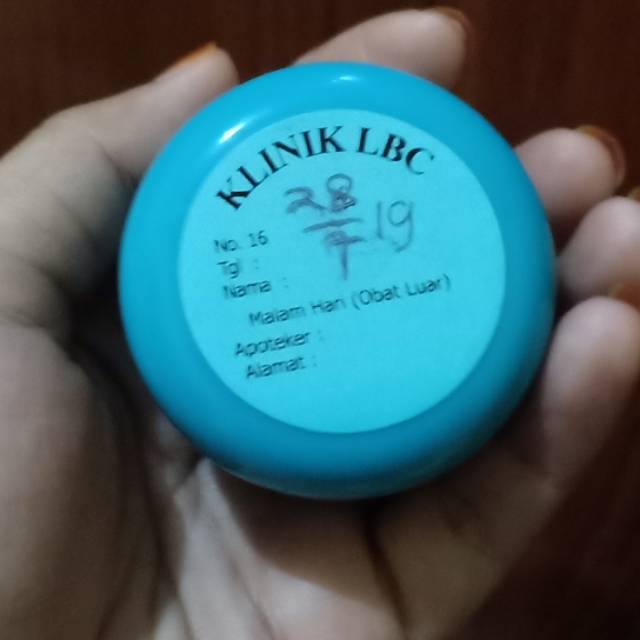 KLINIK LBC
No. 16
28/7 19
Tgl :
Nama :
Malam Hari (Obat Luar)
Apoteker :
Alamat :